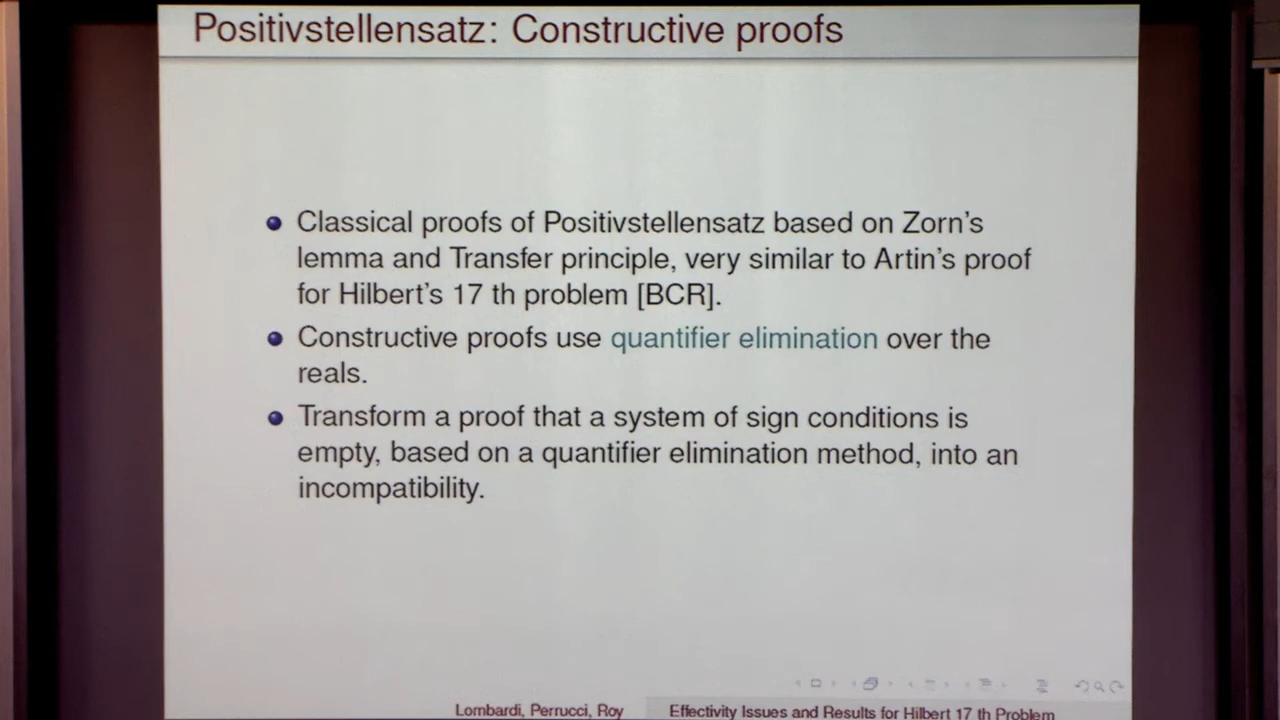 Positivstellensatz: Constructive proofs
Classical proofs of Positivstellensatz based on Zorn's
lemma and Transfer principle, very similar to Artin's proof
for Hilbert's 17 th problem [BCR].
Constructive proofs use quantifier elimination over the
reals.
Transform a proof that a system of sign conditions is
empty, based on a quantifier elimination method, into an
incompatibility.
Lombardi, Perrucci, Roy
Effectivity Issues and Results for Hilbert 17 th Problem